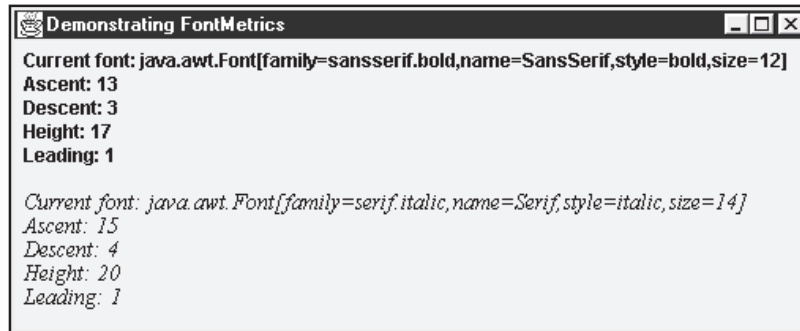 Demonstrating FontMetrics
Current font: java.awt.Font[family=sansserif.bold,name=SansSerif,style=bold,size=12]
Ascent: 13
Descent: 3
Height: 17
Leading: 1
Current font: java.awt.Font[family=serif.italic,name=Serif,style=italic,size=14]
Ascent: 15
Descent: 4
Height: 20
Leading: 1